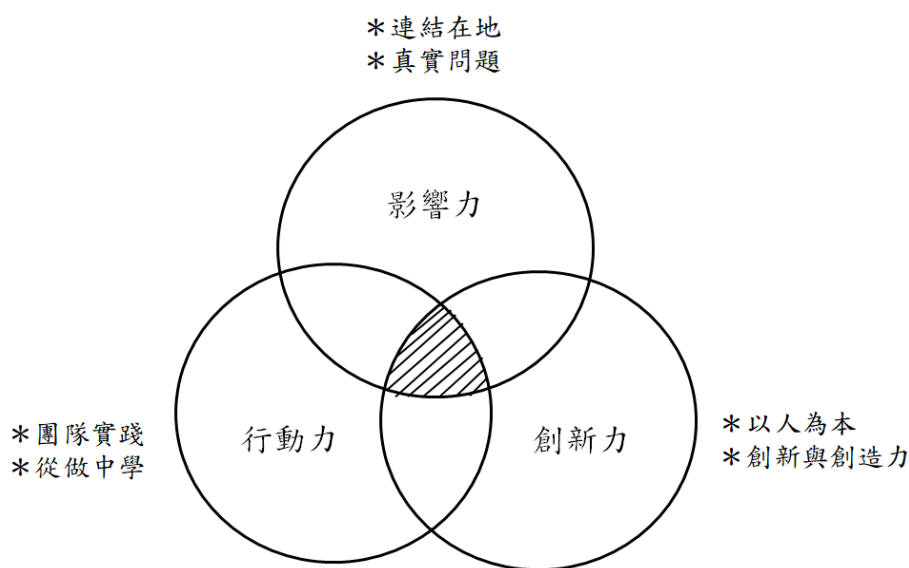 ＊連結在地
＊真實問題
影響力
＊團隊實踐
＊從做中學
行動力
創新力
＊以人為本
＊創新與創造力